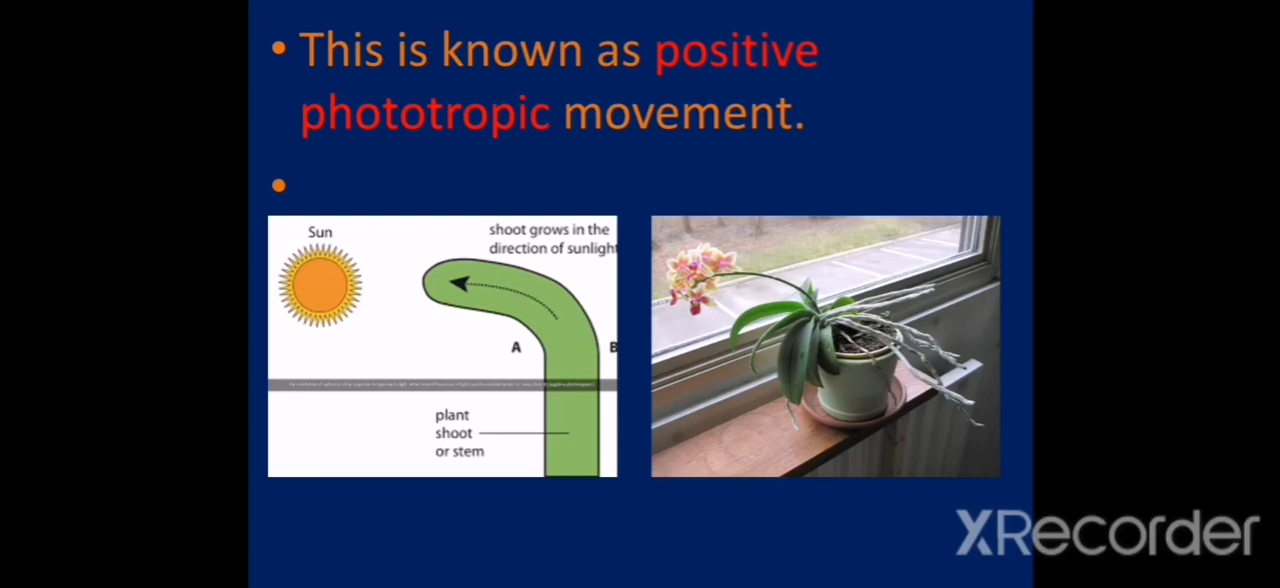 • This is known as positive
phototropic movement.
•
Sun
shoot grows in the
direction of sunlight
A
B
plant
shoot
or stem
XRecorder